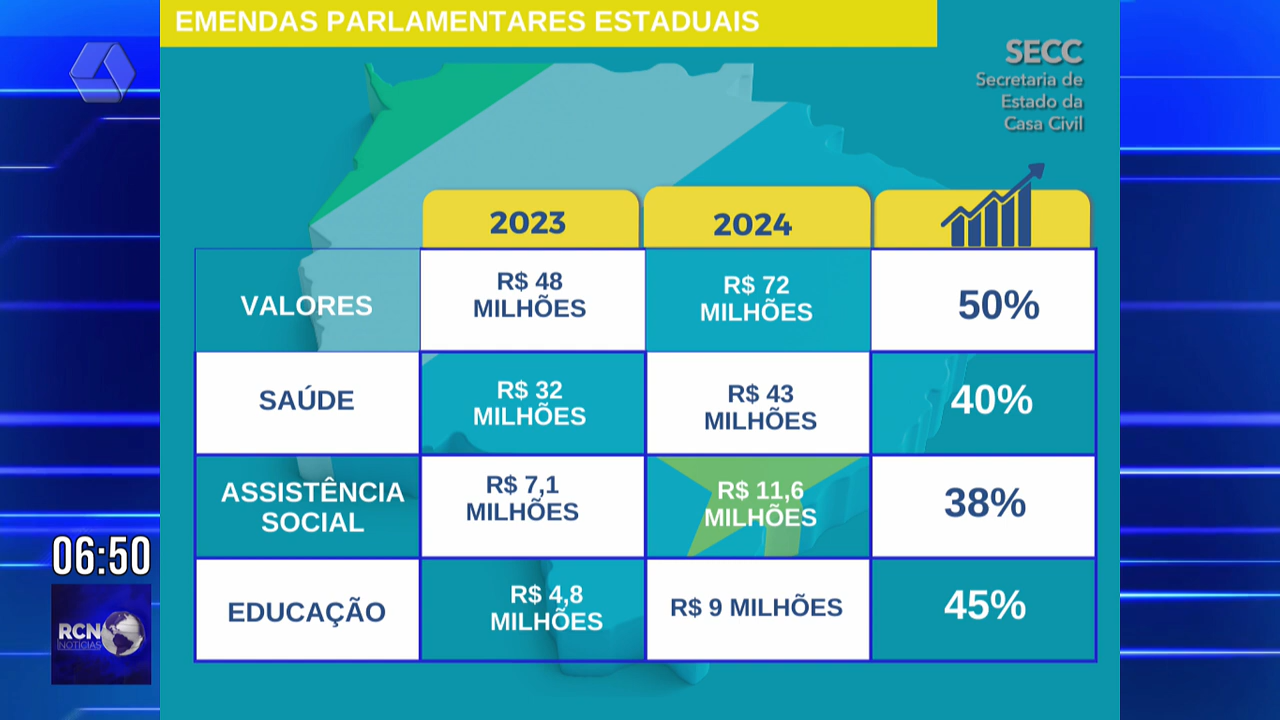 EMENDAS PARLAMENTARES ESTADUAIS
SECC
Secretaria de
Estado da
Casa Civil
2023
2024
VALORES
R$ 48
MILHÕES
R$ 72
MILHÕES
50%
SAÚDE
R$ 32
MILHÕES
R$ 43
MILHÕES
40%
ASSISTÊNCIA
SOCIAL
R$ 7,1
MILHÕES
R$ 11,6
MILHÕES
38%
EDUCAÇÃO
R$ 4,8
MILHÕES
R$ 9 MILHÕES
45%
06:50
RCN
NOTÍCIAS